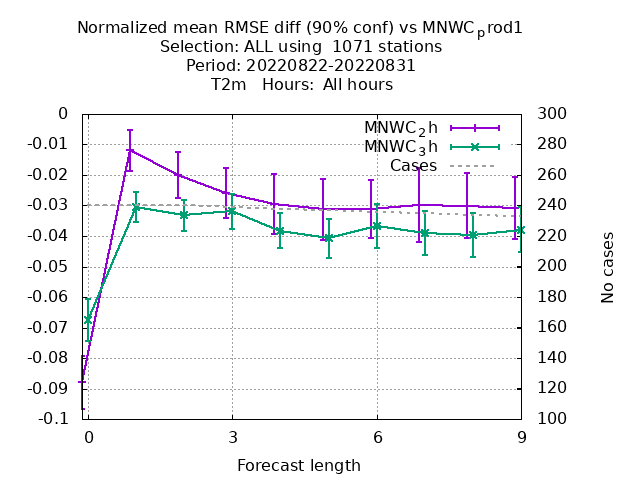 Normalized mean RMSE diff (90% conf) vs MNWCprod1
Selection: ALL using  1071 stations
Period: 20220822-20220831
T2m   Hours:  All hours
0
-0.01
-0.02
-0.03
-0.04
-0.05
-0.06
-0.07
-0.08
-0.09
-0.1
300
280
260
240
220
200
180
160
140
120
100
MNWC2h
MNWC3h
Cases
No cases
0 3 6 9
Forecast length